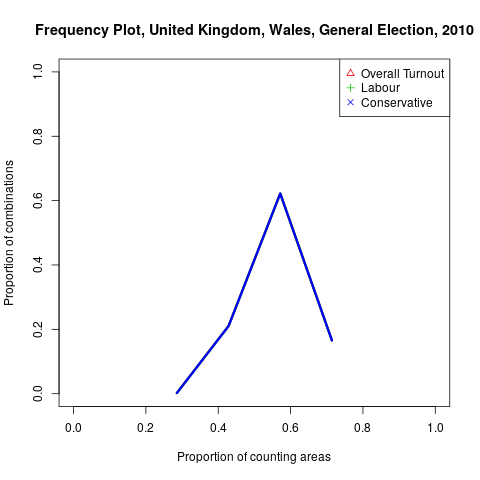 Frequency Plot, United Kingdom, Wales, General Election, 2010
Overall Turnout
Labour
Conservative
Proportion of combinations
1.0
0.8
0.6
0.4
0.2
0.0
0.0 0.2 0.4 0.6 0.8 1.0
Proportion of counting areas